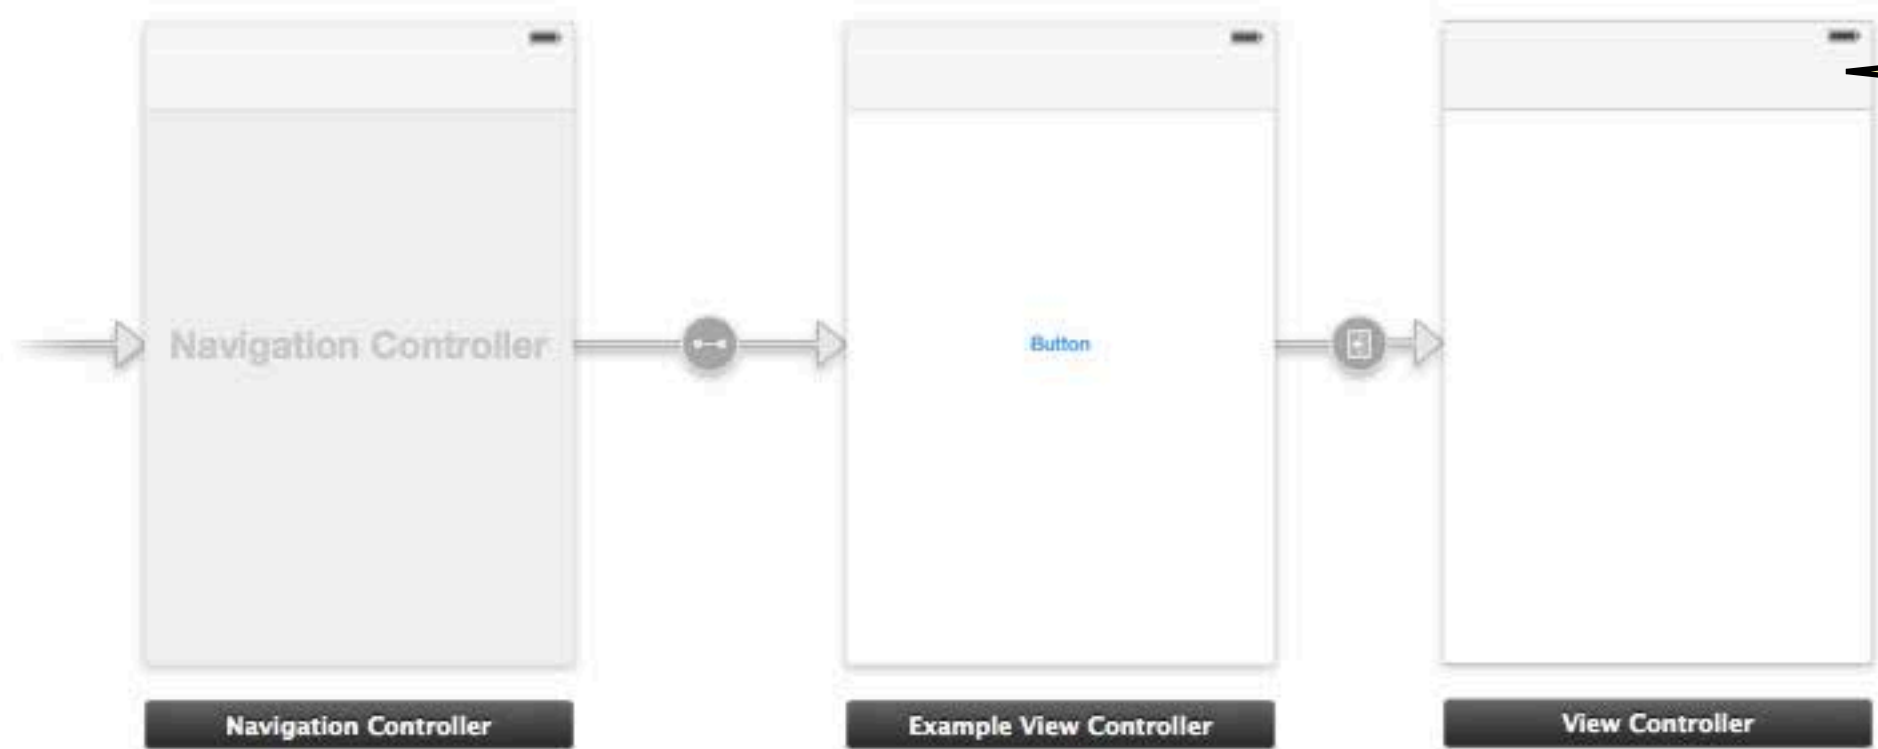 Navigation Controller
Button
Navigation Controller
Example View Controller
View Controller